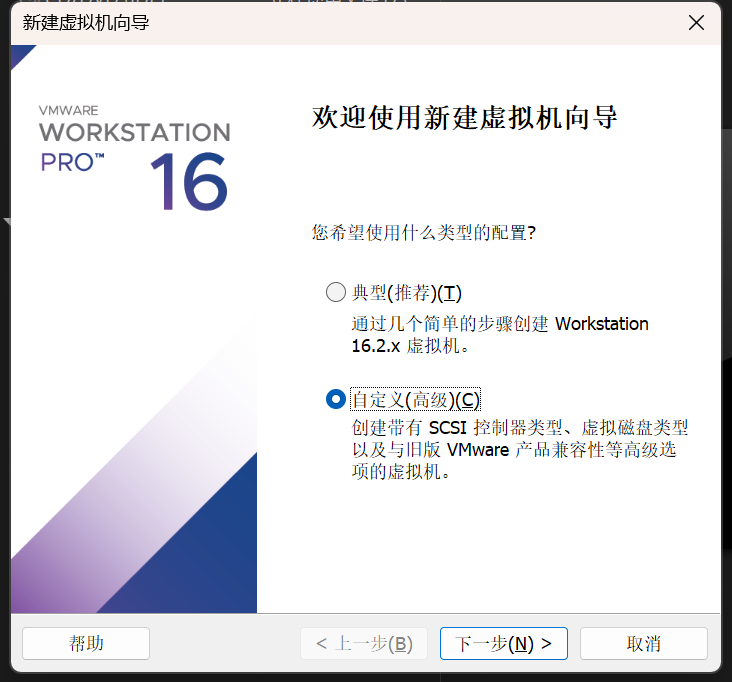 新建虚拟机向导
VMWARE
WORKSTATION
PRO™ 16
欢迎使用新建虚拟机向导
您希望使用什么类型的配置?
典型(推荐)(T)
通过几个简单的步骤创建 Workstation
16.2.x 虚拟机。
自定义(高级)(C)
创建带有 SCSI 控制器类型、虚拟磁盘类型
以及与旧版 VMware 产品兼容性等高级选
项的虚拟机。
帮助
< 上一步(B)
下一步(N) >
取消